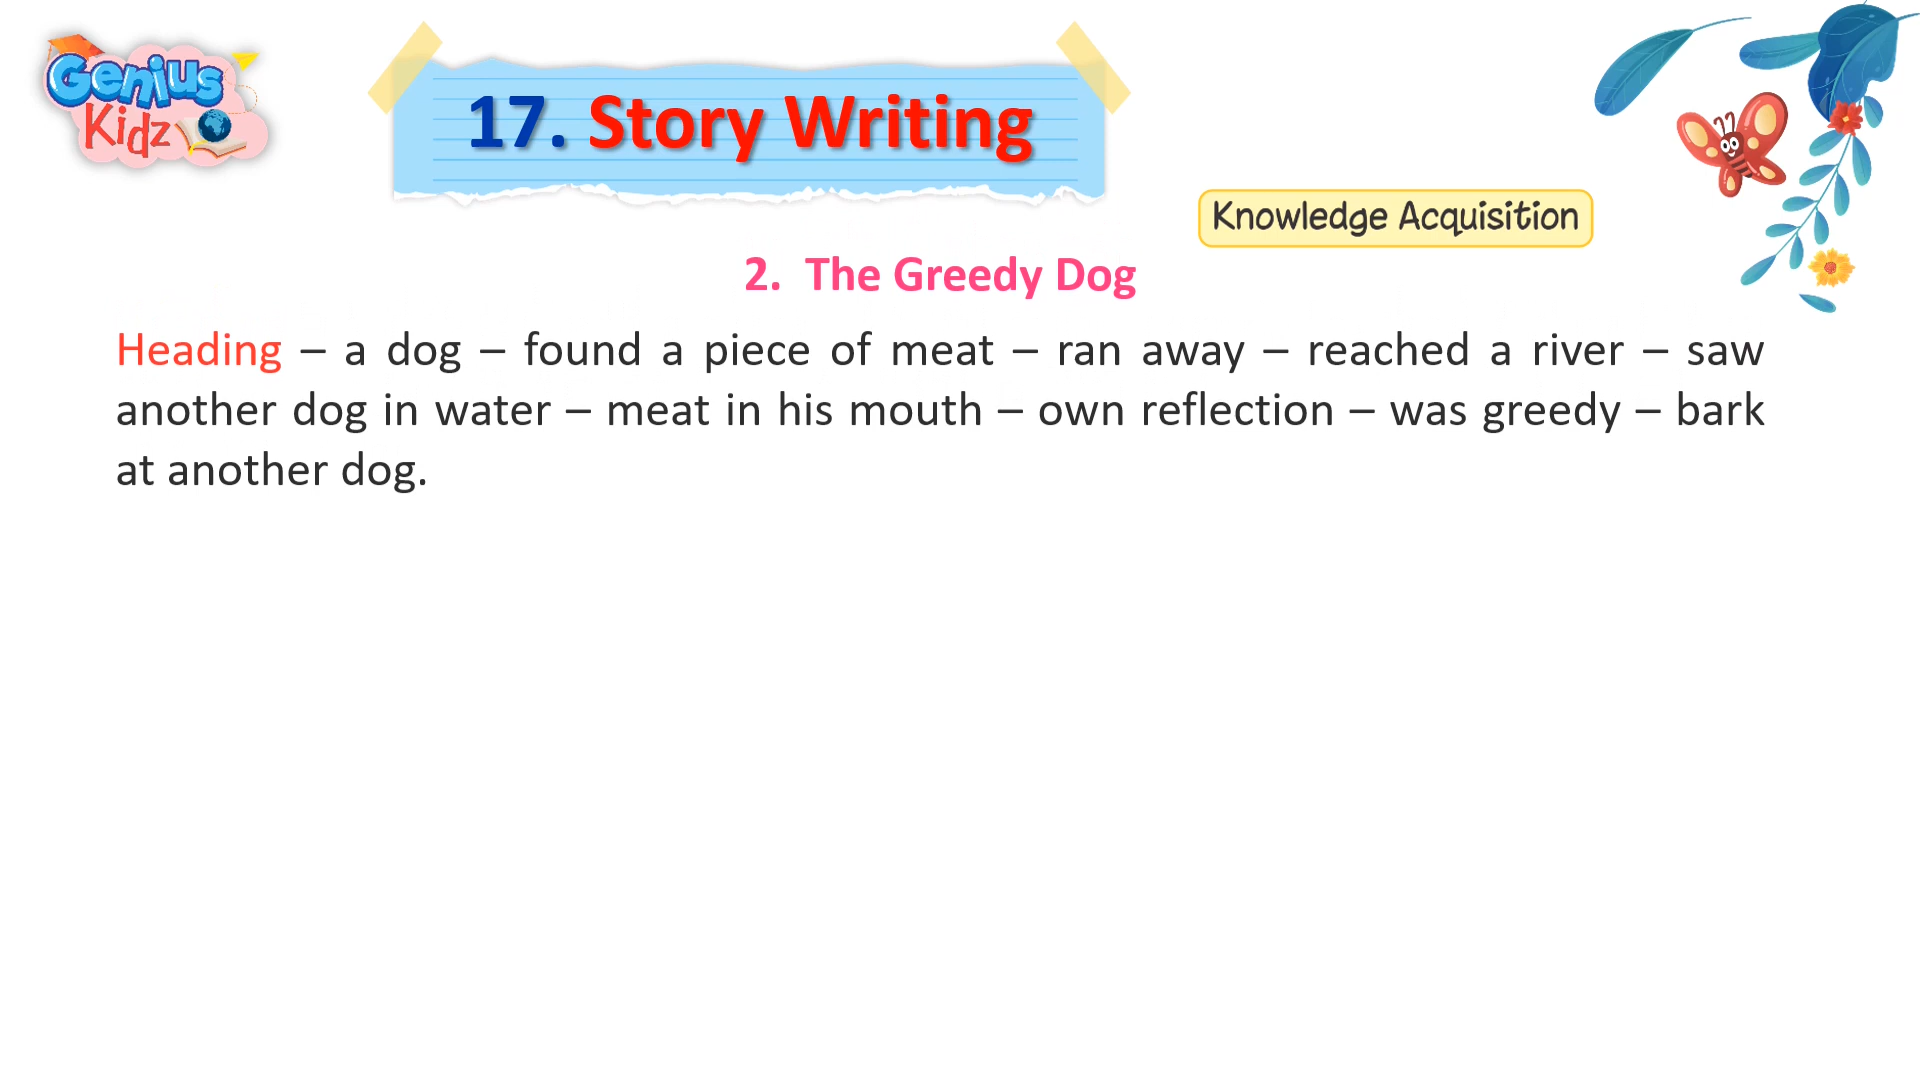 Genius
Kidz
17. Story Writing
Knowledge Acquisition
2. The Greedy Dog
Heading – a dog – found a piece of meat – ran away – reached a river – saw
another dog in water – meat in his mouth – own reflection – was greedy – bark
at another dog.